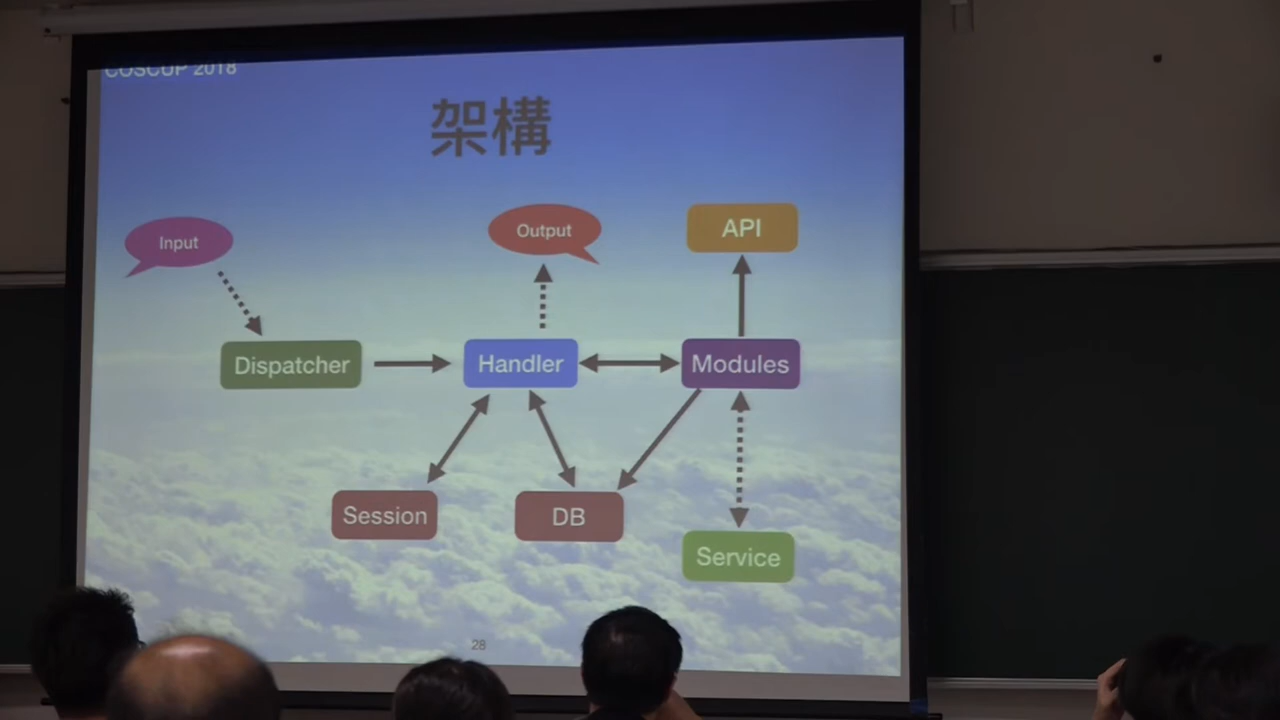 COSCUP 2018
架構
Input
Output
API
Dispatcher
Handler
Modules
Session
DB
Service
28